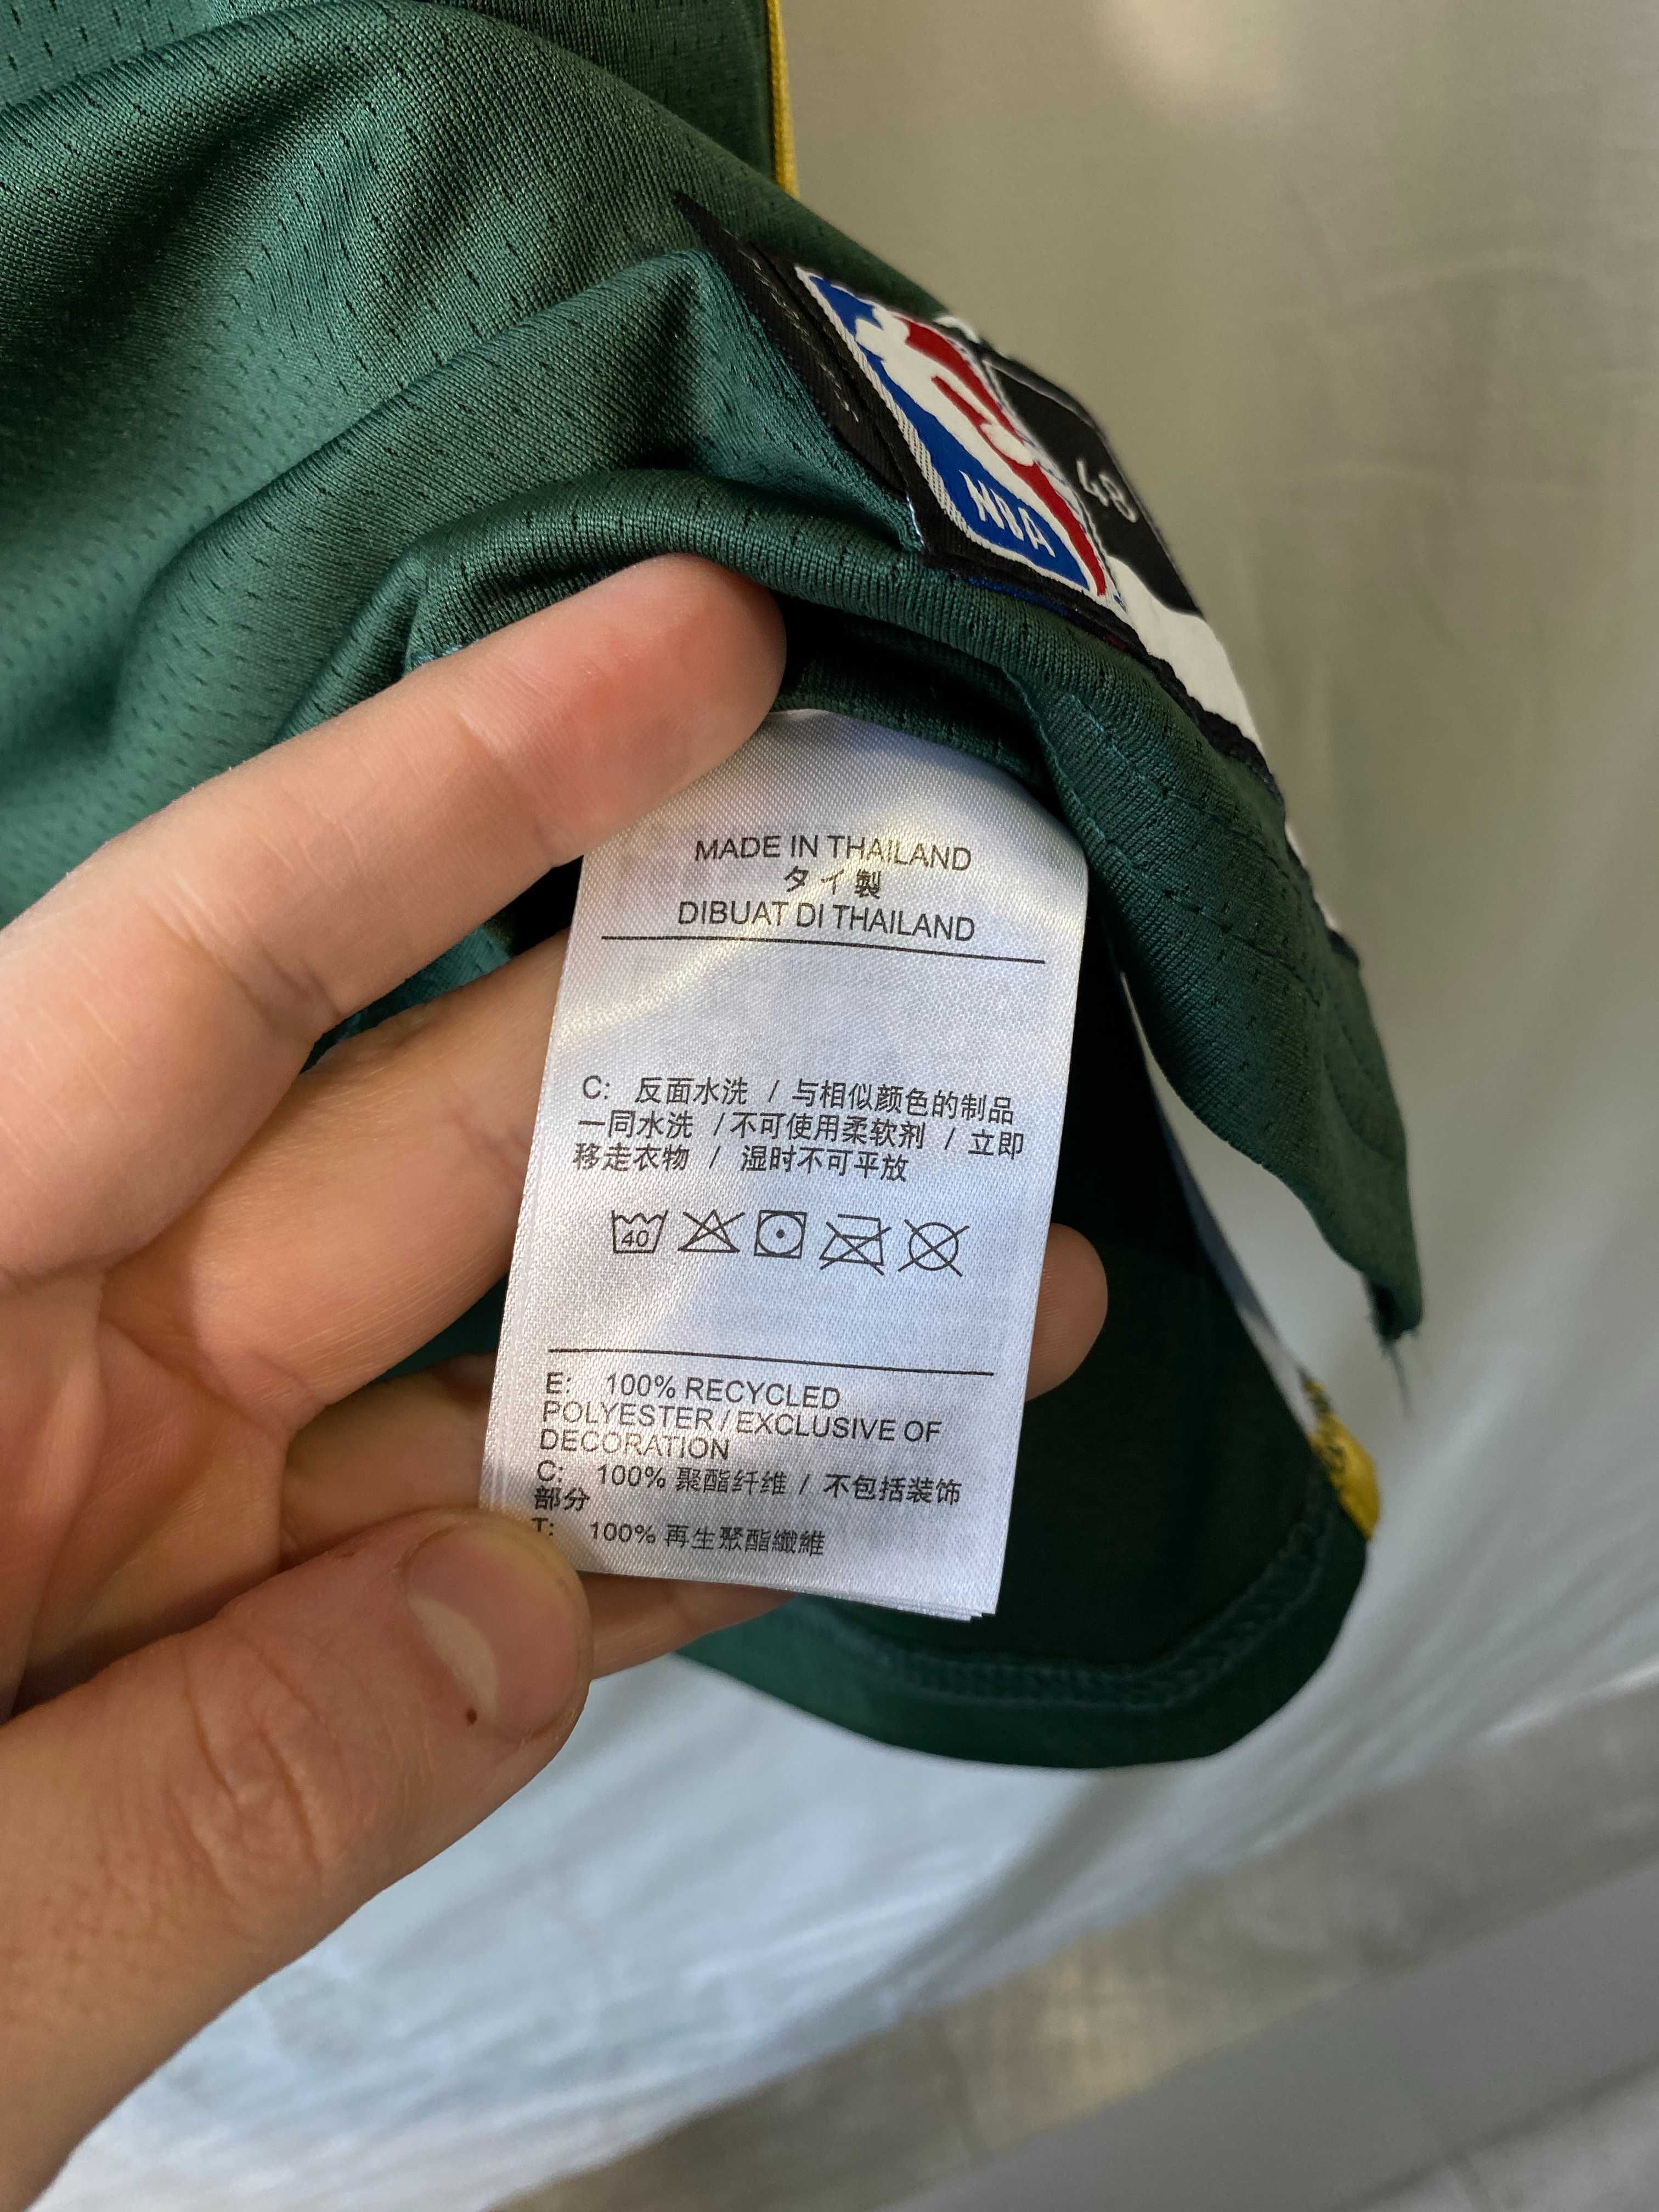 NBA
48
MADE IN THAILAND
タイ製
DIBUAT DI THAILAND
C: 反面水洗 / 与相似颜色的制品
一同水洗 /不可使用柔软剂 / 立即
移走衣物 / 湿时不可平放
40
E: 100% RECYCLED
POLYESTER / EXCLUSIVE OF
DECORATION
C: 100% 聚酯纤维 / 不包括装饰
部分
T: 100% 再生聚酯纖維